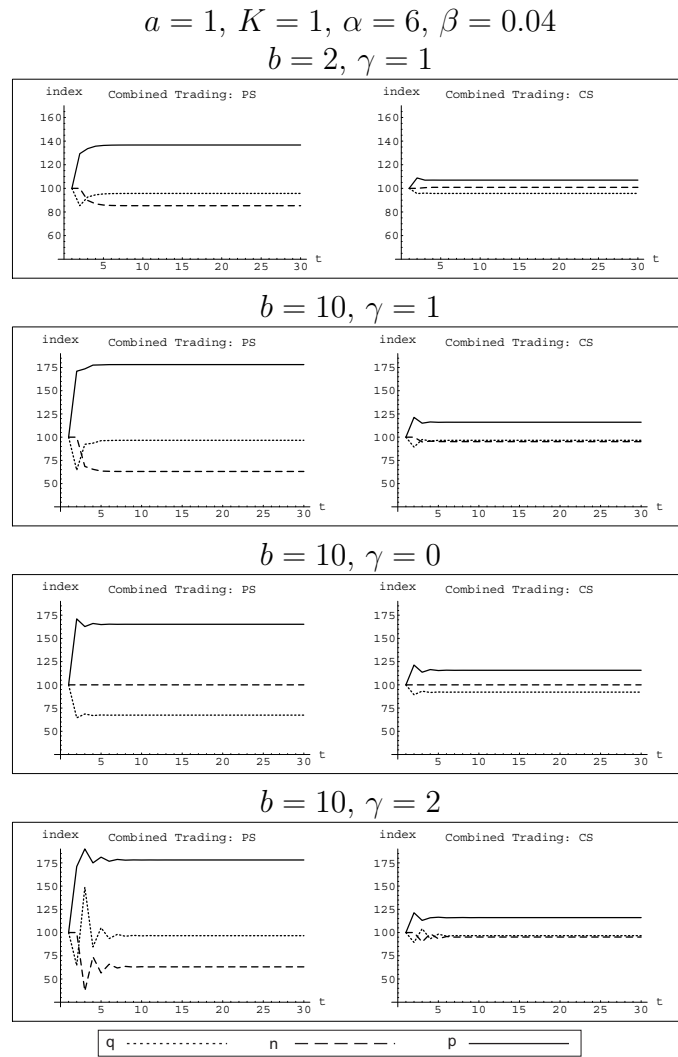 a = 1, K = 1, α = 6, β = 0.04
b = 2, γ = 1
index Combined Trading: PS
160
140
120
100
80
60
5 10 15 20 25 30 t
index Combined Trading: CS
160
140
120
100
80
60
5 10 15 20 25 30 t
b = 10, γ = 1
index Combined Trading: PS
175
150
125
100
75
50
5 10 15 20 25 30 t
index Combined Trading: CS
175
150
125
100
75
50
5 10 15 20 25 30 t
b = 10, γ = 0
index Combined Trading: PS
175
150
125
100
75
50
5 10 15 20 25 30 t
index Combined Trading: CS
175
150
125
100
75
50
5 10 15 20 25 30 t
b = 10, γ = 2
index Combined Trading: PS
175
150
125
100
75
50
5 10 15 20 25 30 t
index Combined Trading: CS
175
150
125
100
75
50
5 10 15 20 25 30 t
q n p